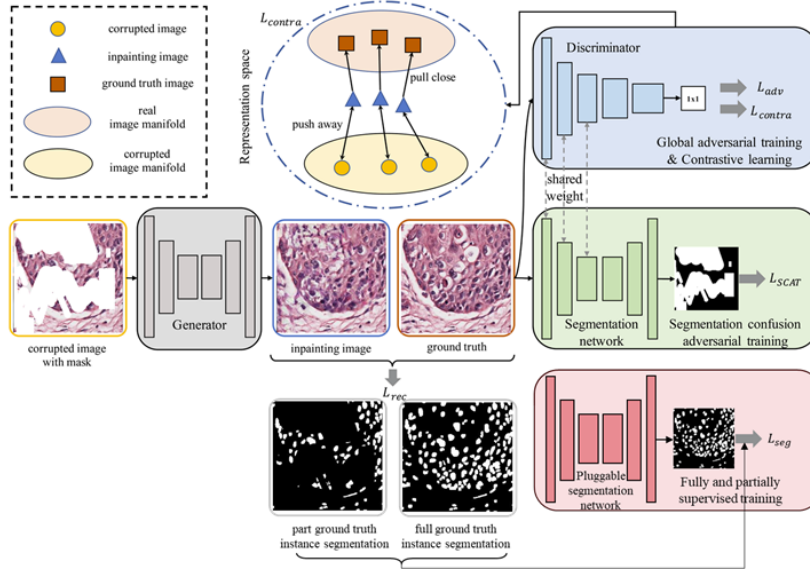 corrupted image
inpainting image
ground truth image
real
image manifold
corrupted
image manifold
Representation space
L_contra
pull close
push away
Discriminator
1x1
L_adv
L_contra
Global adversarial training
& Contrastive learning
shared
weight
Generator
corrupted image
with mask
inpainting image
ground truth
Segmentation
network
L_SCAT
Segmentation confusion
adversarial training
L_rec
part ground truth
instance segmentation
full ground truth
instance segmentation
Pluggable
segmentation
network
L_seg
Fully and partially
supervised training